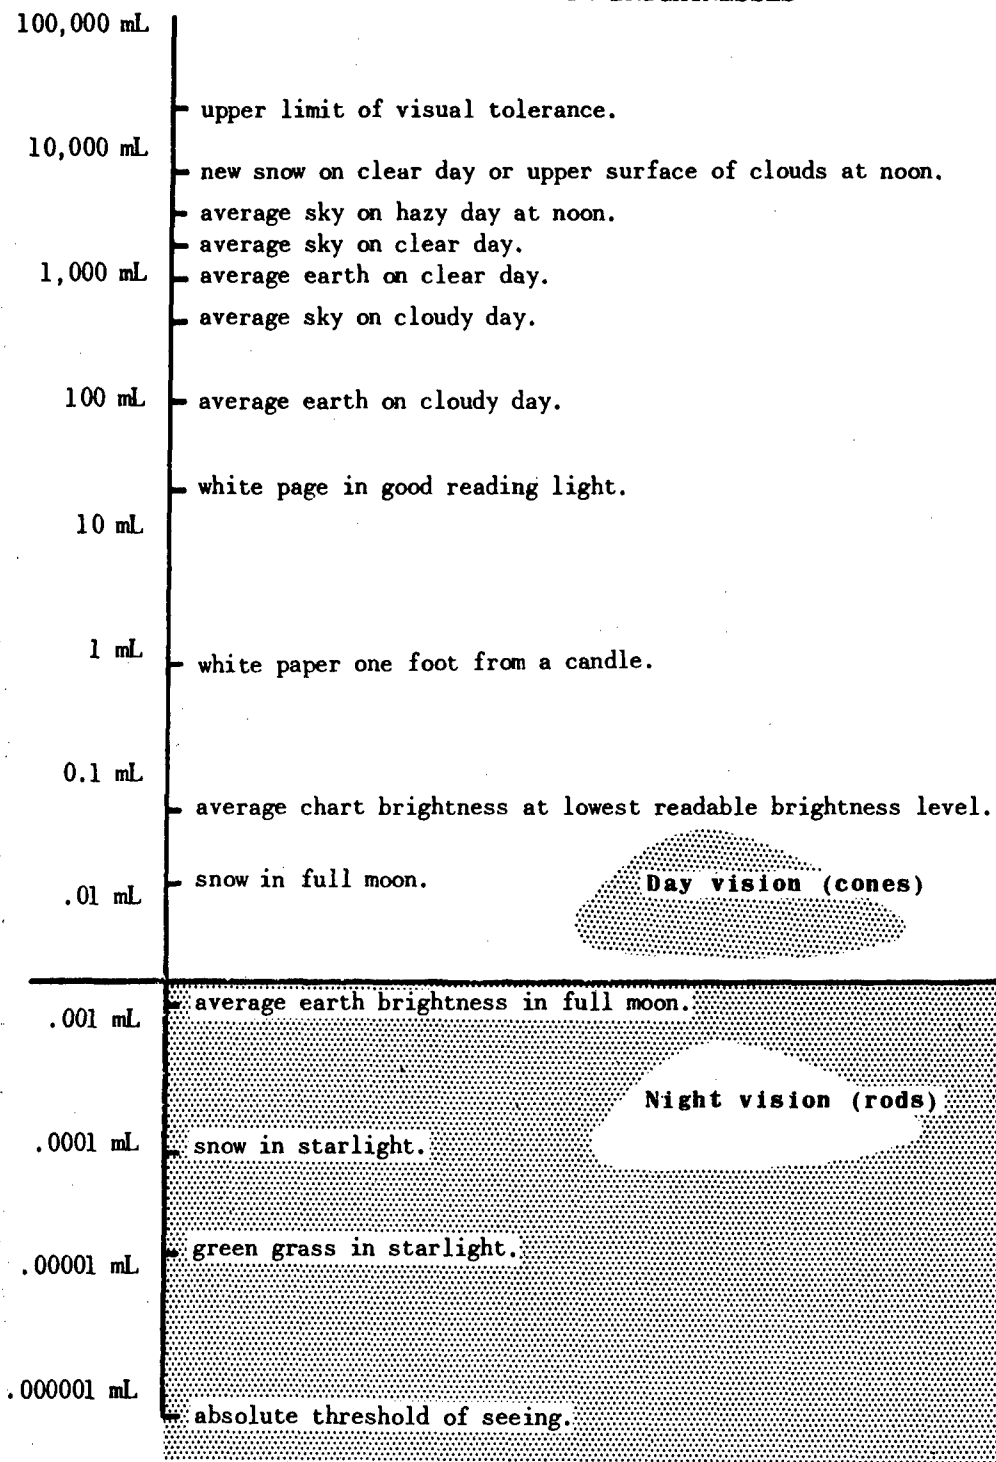 100,000 mL
upper limit of visual tolerance.
10,000 mL
new snow on clear day or upper surface of clouds at noon.
average sky on hazy day at noon.
average sky on clear day.
1,000 mL
average earth on clear day.
average sky on cloudy day.
100 mL
average earth on cloudy day.
white page in good reading light.
10 mL
1 mL
white paper one foot from a candle.
0.1 mL
average chart brightness at lowest readable brightness level.
snow in full moon.
Day vision (cones)
.01 mL
average earth brightness in full moon.
.001 mL
Night vision (rods)
.0001 mL
snow in starlight.
green grass in starlight.
.00001 mL
.000001 mL
absolute threshold of seeing.